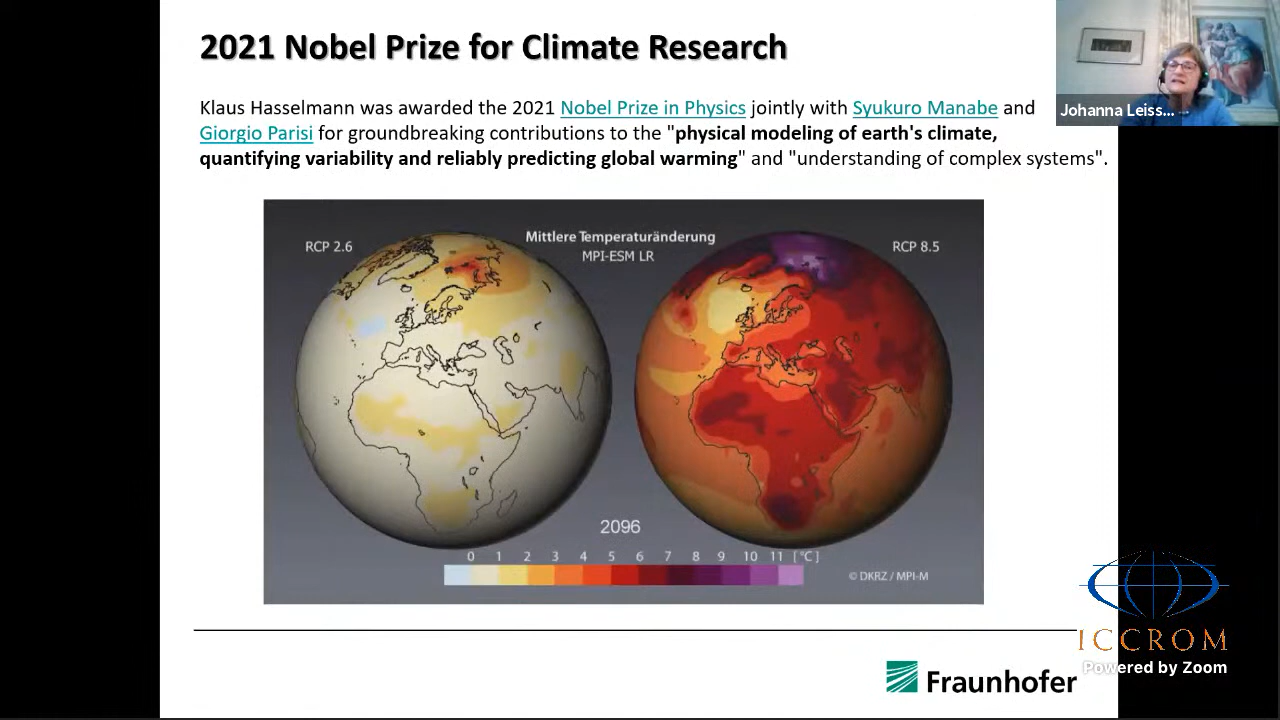 2021 Nobel Prize for Climate Research
Johanna Leiss...
Klaus Hasselmann was awarded the 2021 Nobel Prize in Physics jointly with Syukuro Manabe and
Giorgio Parisi for groundbreaking contributions to the "physical modeling of earth's climate,
quantifying variability and reliably predicting global warming" and "understanding of complex systems".
RCP 2.6
Mittlere Temperaturänderung
MPI-ESM LR
RCP 8.5
2096
0 1 2 3 4 5 6 7 8 9 10 11 [°C]
© DKRZ / MPI-M
ICCROM
Powered by Zoom
Fraunhofer